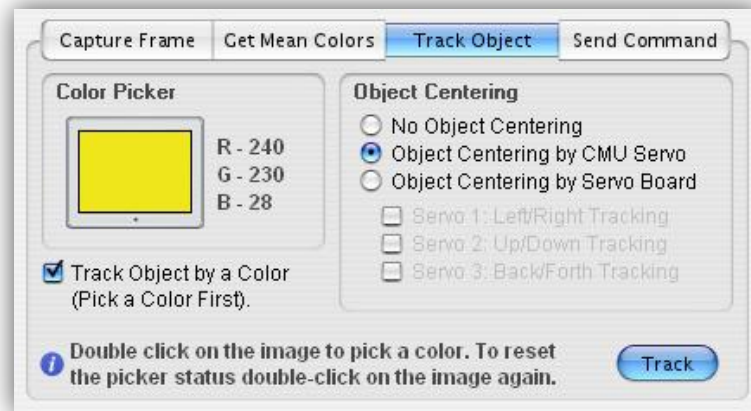 Capture Frame
Get Mean Colors
Track Object
Send Command
Color Picker
R - 240
G - 230
B - 28
Track Object by a Color
(Pick a Color First).
Object Centering
No Object Centering
Object Centering by CMU Servo
Object Centering by Servo Board
Servo 1: Left/Right Tracking
Servo 2: Up/Down Tracking
Servo 3: Back/Forth Tracking
Double click on the image to pick a color. To reset
the picker status double-click on the image again.
Track